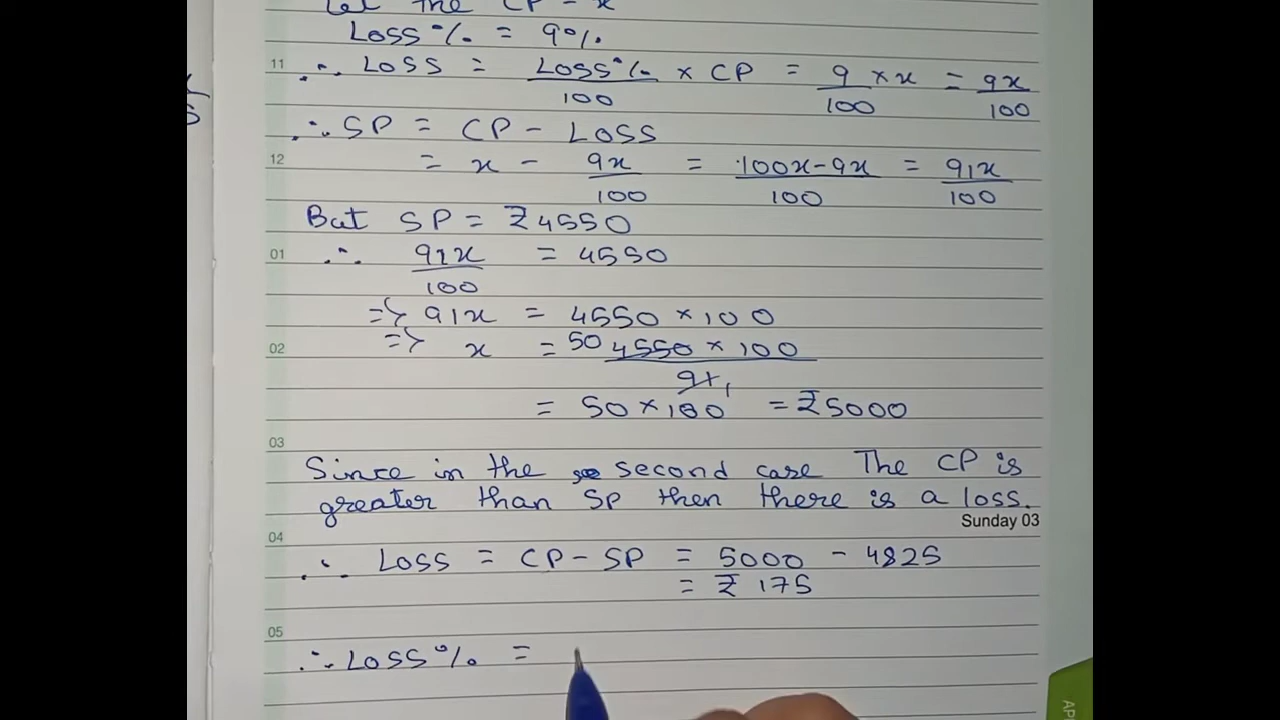 Let the CP = x
Loss% = 9%
11 ∴ Loss = Loss%/100 × CP = 9/100 × x = 9x/100
∴ SP = CP - Loss
12 = x - 9x/100 = 100x-9x/100 = 91x/100
But SP = ₹4550
01 ∴ 91x/100 = 4550
=> 91x = 4550 × 100
02 => x = 50 4550 × 100/91 1
= 50 × 100 = ₹5000
03
Since in the second case The CP is
greater than SP then there is a loss.
Sunday 03
04
∴ Loss = CP - SP = 5000 - 4825
= ₹ 175
05
∴ Loss% =